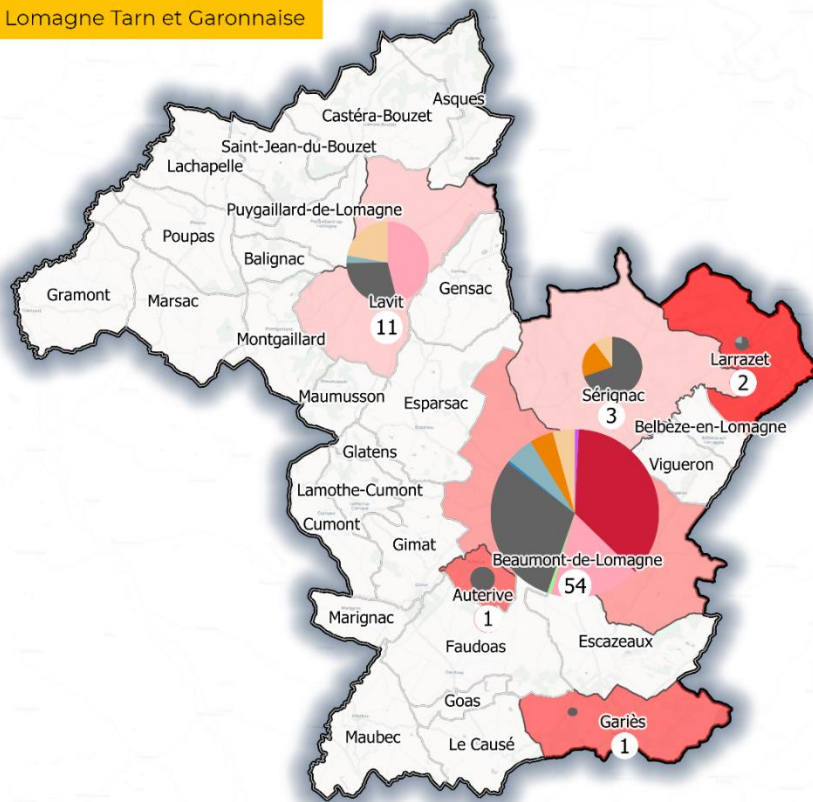 Lomagne Tarn et Garonnaise
Asques
Castéra-Bouzet
Saint-Jean-du-Bouzet
Lachapelle
Puygaillard-de-Lomagne
Poupas
Balignac
Gramont
Marsac
Lavit
11
Gensac
Montgaillard
Larrazet
2
Sérignac
3
Maumusson
Esparsac
Belbèze-en-Lomagne
Vigueron
Glatens
Lamothe-Cumont
Cumont
Gimat
Beaumont-de-Lomagne
54
Auterive
1
Marignac
Faudoas
Escazeaux
Goas
Gariès
1
Maubec
Le Causé